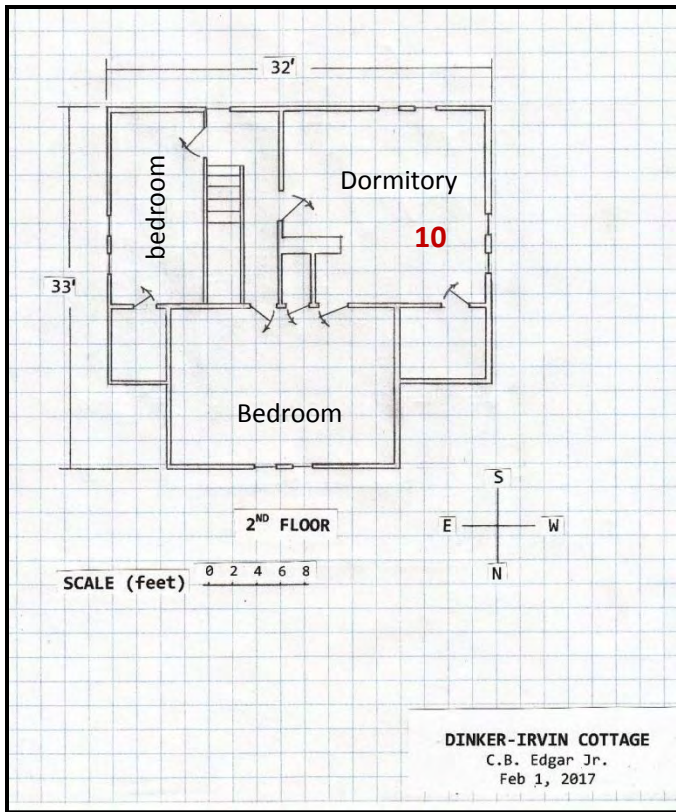 32'
bedroom
Dormitory
10
33'
Bedroom
S
2ND FLOOR
E W
N
0 2 4 6 8
SCALE (feet)
DINKER-IRVIN COTTAGE
C.B. Edgar Jr.
Feb 1, 2017